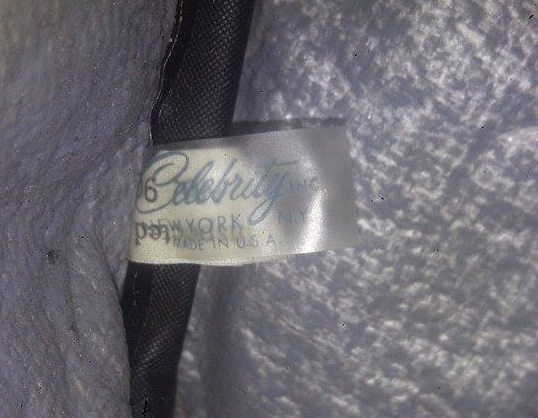 Celebrity INC.
NEW YORK, N.Y.
MADE IN U.S.A.